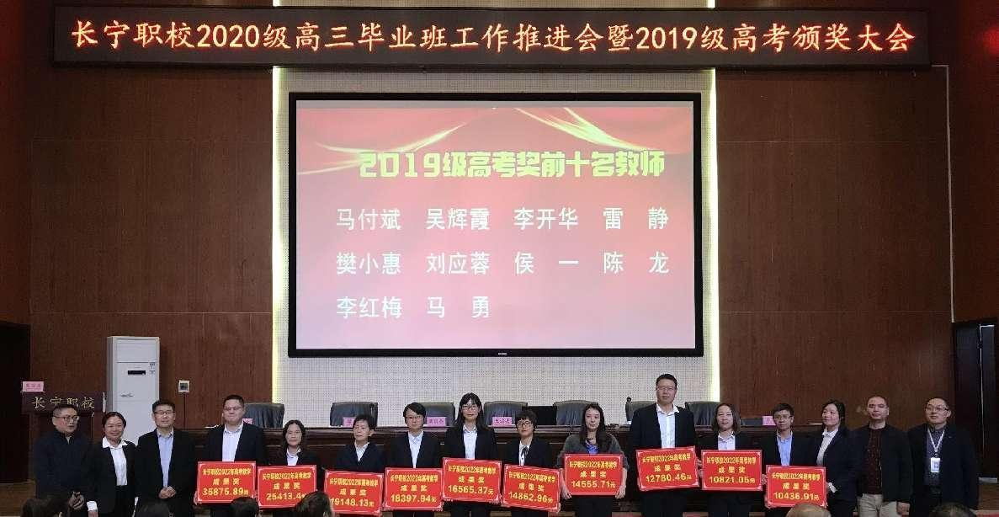 长宁职校2020级高三毕业班工作推进会暨2019级高考颁奖大会
2019级高考奖前十名教师
马付斌 吴辉霞 李开华 雷 静
樊小惠 刘应蓉 侯 一 陈 龙
李红梅 马 勇
长宁职校
长宁职校2022年高考教学
成果奖
35875.89元
长宁职校2022年高考教学
成果奖
25413.4
长宁职校2022年高考教学
成果奖
19148.13元
长宁职校2022年高考教学
成果奖
18397.94元
长宁职校2022年高考教学
成果奖
16565.37元
长宁职校2022年高考教学
成果奖
14862.96元
长宁职校2022年高考教学
成果奖
14555.71元
长宁职校2022年高考教学
成果奖
12780.46元
长宁职校2022年高考教学
成果奖
10821.05元
长宁职校2022年高考教学
成果奖
10436.91元